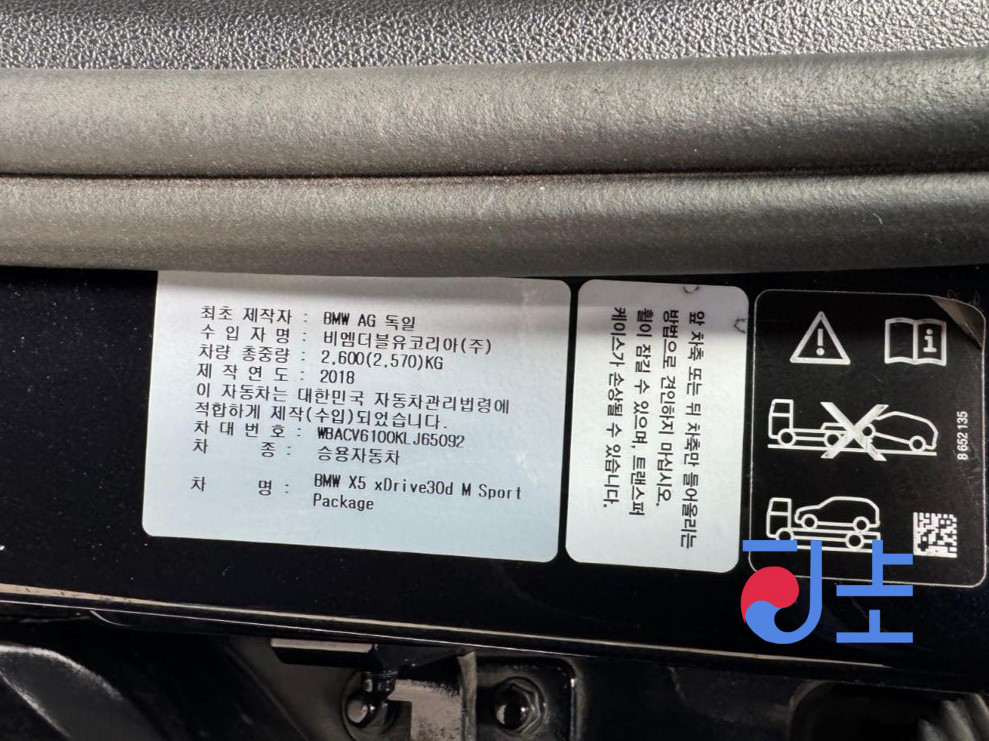 최초 제작자 : BMW AG 독일
수 입 자 명 : 비엠더블유코리아(주)
차량 총중량 : 2,600(2,570)KG
제 작 연 도 : 2018
이 자동차는 대한민국 자동차관리법령에
적합하게 제작(수입)되었습니다.
차 대 번 호 : WBACV6100KLJ65092
차 종 : 승용자동차
차 명 : BMW X5 xDrive30d M Sport
Package
앞 차축 또는 뒤 차축만 들어올리는
방법으로 견인하지 마십시오.
휠이 잠길 수 있으며, 트랜스퍼
케이스가 손상될 수 있습니다.
8 652 135